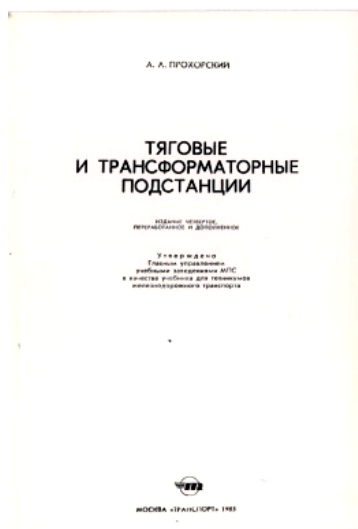 А. А. ПРОХОРСКИЙ
ТЯГОВЫЕ
И ТРАНСФОРМАТОРНЫЕ
ПОДСТАНЦИИ
ИЗДАНИЕ ЧЕТВЕРТОЕ,
ПЕРЕРАБОТАННОЕ И ДОПОЛНЕННОЕ
Утверждено
Главным управлением
учебными заведениями МПС
в качестве учебника для техникумов
железнодорожного транспорта
МОСКВА «ТРАНСПОРТ» 1983